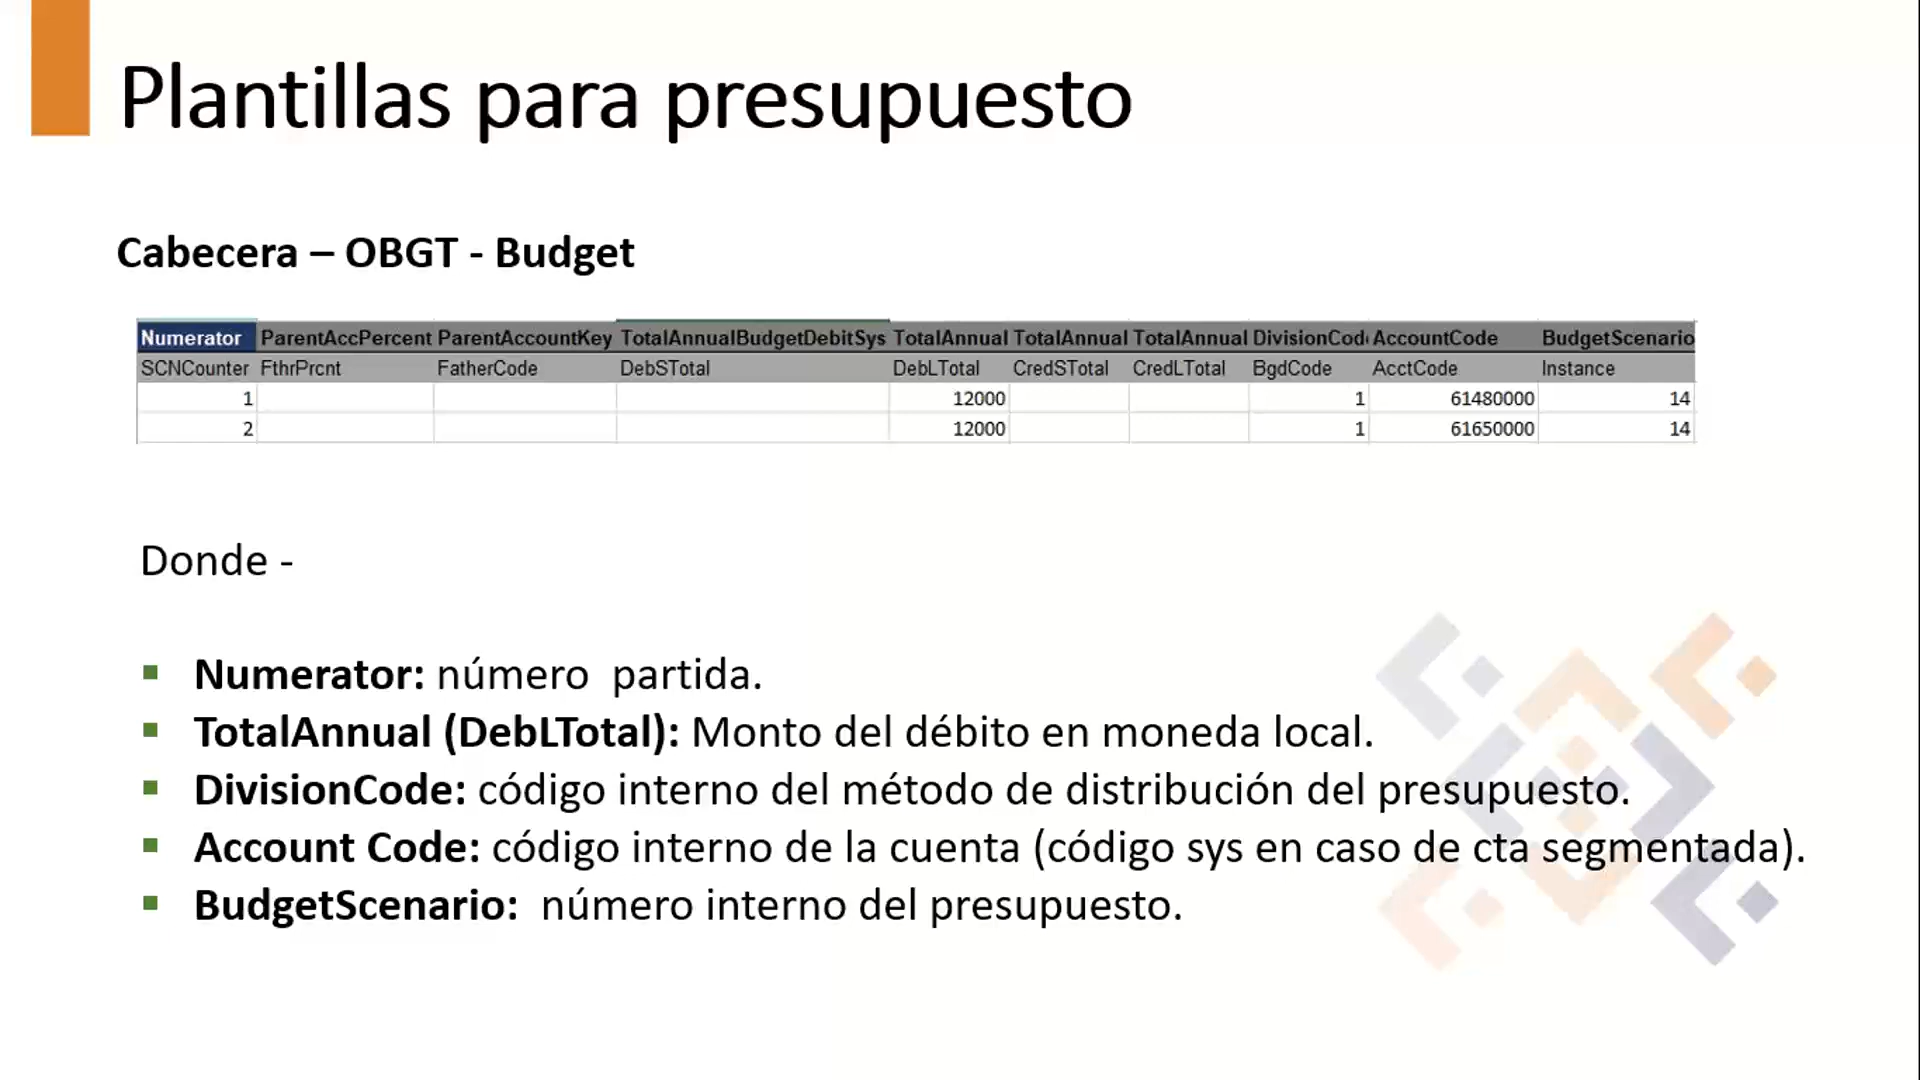 Plantillas para presupuesto
Cabecera – OBGT - Budget
Numerator ParentAccPercent ParentAccountKey TotalAnnualBudgetDebitSys TotalAnnual TotalAnnual TotalAnnual DivisionCod AccountCode BudgetScenario
SCNCounter FthrPrcnt FatherCode DebSTotal DebLTotal CredSTotal CredLTotal BgdCode AcctCode Instance
1 12000 1 61480000 14
2 12000 1 61650000 14
Donde -
Numerator: número partida.
TotalAnnual (DebLTotal): Monto del débito en moneda local.
DivisionCode: código interno del método de distribución del presupuesto.
Account Code: código interno de la cuenta (código sys en caso de cta segmentada).
BudgetScenario: número interno del presupuesto.